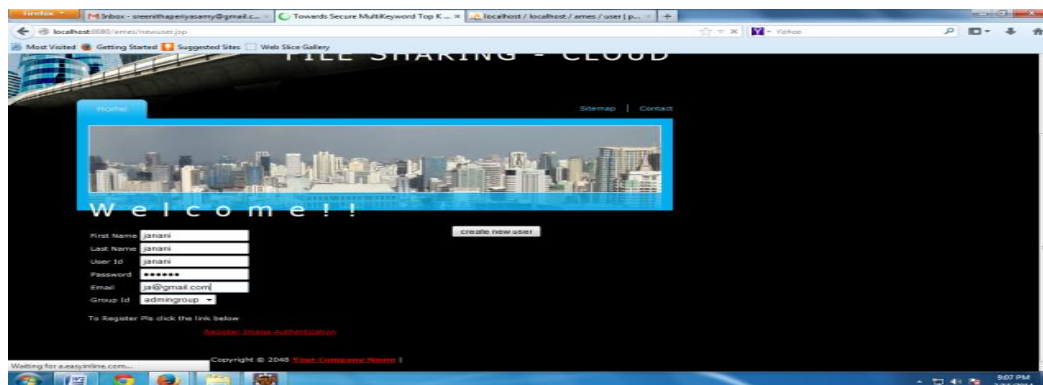 Firefox
Inbox - sreenithaperiyasamy@gmail.c...
Towards Secure MultiKeyword Top K ...
localhost / localhost / ames / user | p...
localhost:8080/ames/newuser.jsp
Yahoo
Most Visited Getting Started Suggested Sites Web Slice Gallery
FILE SHARING - CLOUD
Home
Sitemap | Contact
Welcome!!
First Name janani
create new user
Last Name janani
User Id janani
Password ●●●●●●
Email ja@gmail.com
Group Id admingroup
To Register Pls click the link below
Register Image Authentication
Copyright © 2048 Your Company Name |
Waiting for a.easyinline.com...
9:07 PM